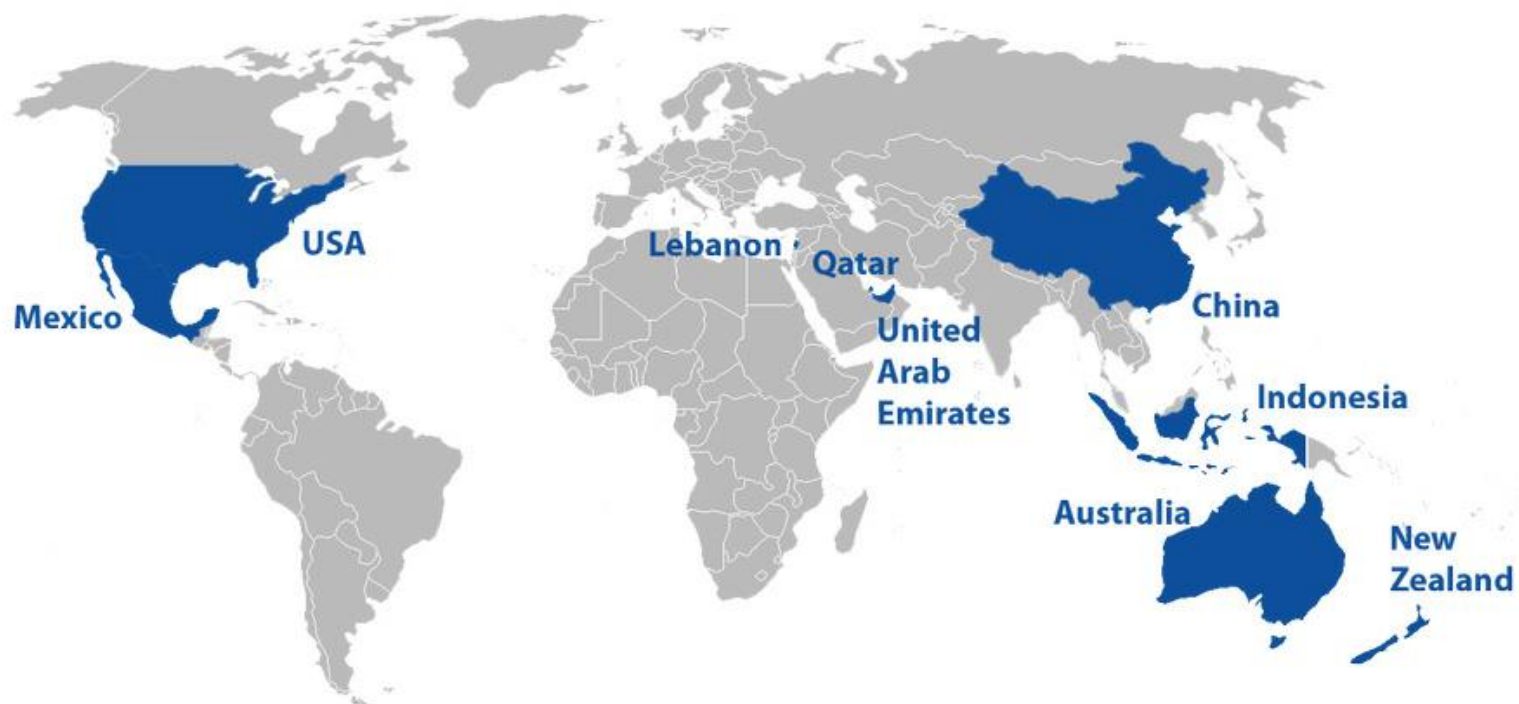 USA
Mexico
Lebanon
Qatar
United
Arab
Emirates
China
Indonesia
Australia
New
Zealand